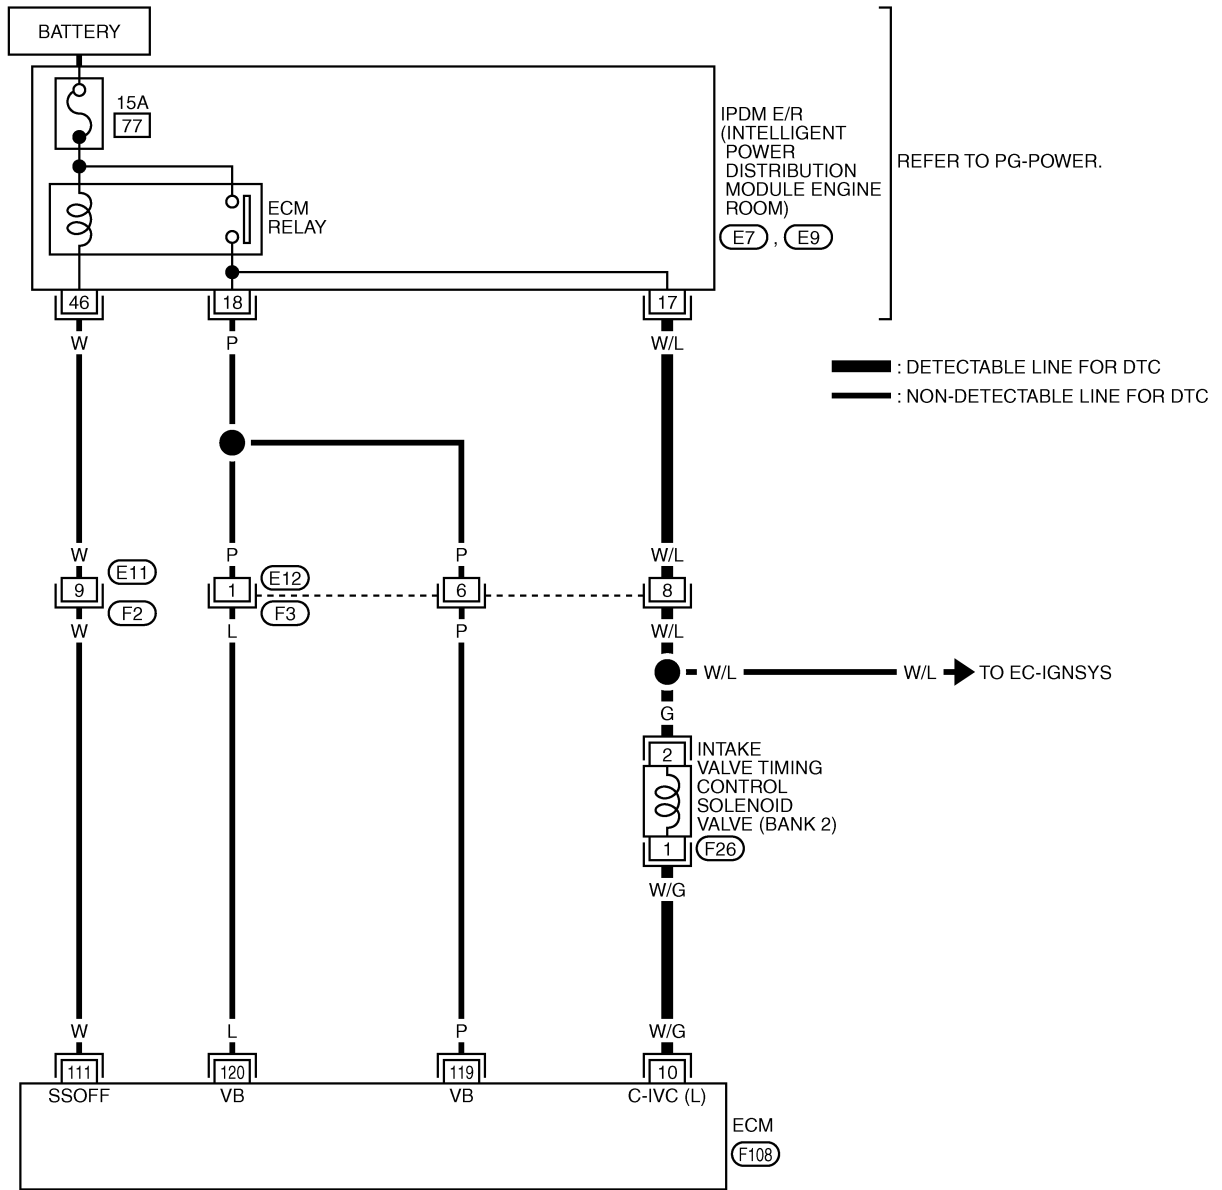 BATTERY
15A
77
IPDM E/R
(INTELLIGENT
POWER
DISTRIBUTION
MODULE ENGINE
ROOM)
E7 , E9
REFER TO PG-POWER.
ECM
RELAY
46 18 17
W P W/L
: DETECTABLE LINE FOR DTC
: NON-DETECTABLE LINE FOR DTC
W P P W/L
E11 E12
9 1 6 8
F2 F3
W L P W/L
W/L W/L TO EC-IGNSYS
G
2
INTAKE
VALVE TIMING
CONTROL
SOLENOID
VALVE (BANK 2)
1 F26
W/G
W L P W/G
111 120 119 10
SSOFF VB VB C-IVC (L)
ECM
F108